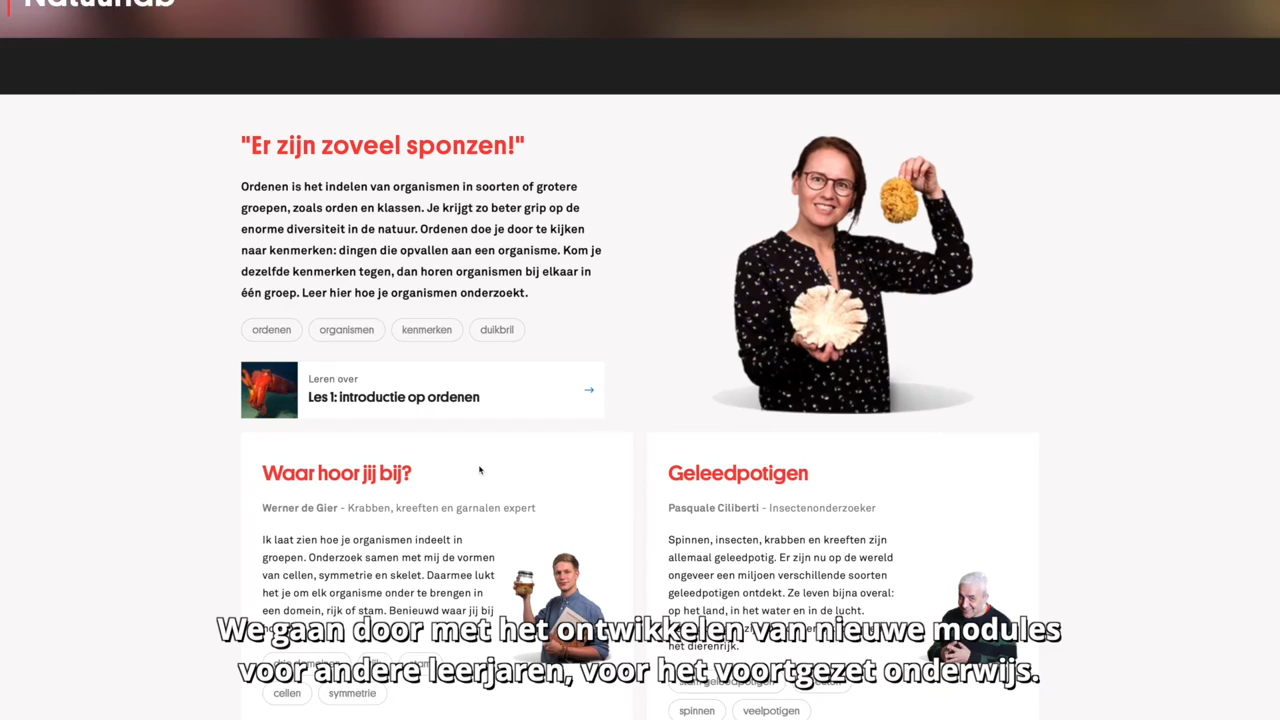 "Er zijn zoveel sponzen!"
Ordenen is het indelen van organismen in soorten of grotere
groepen, zoals orden en klassen. Je krijgt zo beter grip op de
enorme diversiteit in de natuur. Ordenen doe je door te kijken
naar kenmerken: dingen die opvallen aan een organisme. Kom je
dezelfde kenmerken tegen, dan horen organismen bij elkaar in
één groep. Leer hier hoe je organismen onderzoekt.
ordenen organismen kenmerken duikbril
Leren over
Les 1: introductie op ordenen
Waar hoor jij bij?
Werner de Gier - Krabben, kreeften en garnalen expert
Ik laat zien hoe je organismen indeelt in
groepen. Onderzoek samen met mij de vormen
van cellen, symmetrie en skelet. Daarmee lukt
het je om elk organisme onder te brengen in
een domein, rijk of stam. Benieuwd waar jij bij
cellen symmetrie
Geleedpotigen
Pasquale Ciliberti - Insectenonderzoeker
Spinnen, insecten, krabben en kreeften zijn
allemaal geleedpotig. Er zijn nu op de wereld
ongeveer een miljoen verschillende soorten
geleedpotigen ontdekt. Ze leven bijna overal:
op het land, in het water en in de lucht.
het dierenrijk.
spinnen veelpotigen
We gaan door met het ontwikkelen van nieuwe modules
voor andere leerjaren, voor het voortgezet onderwijs.